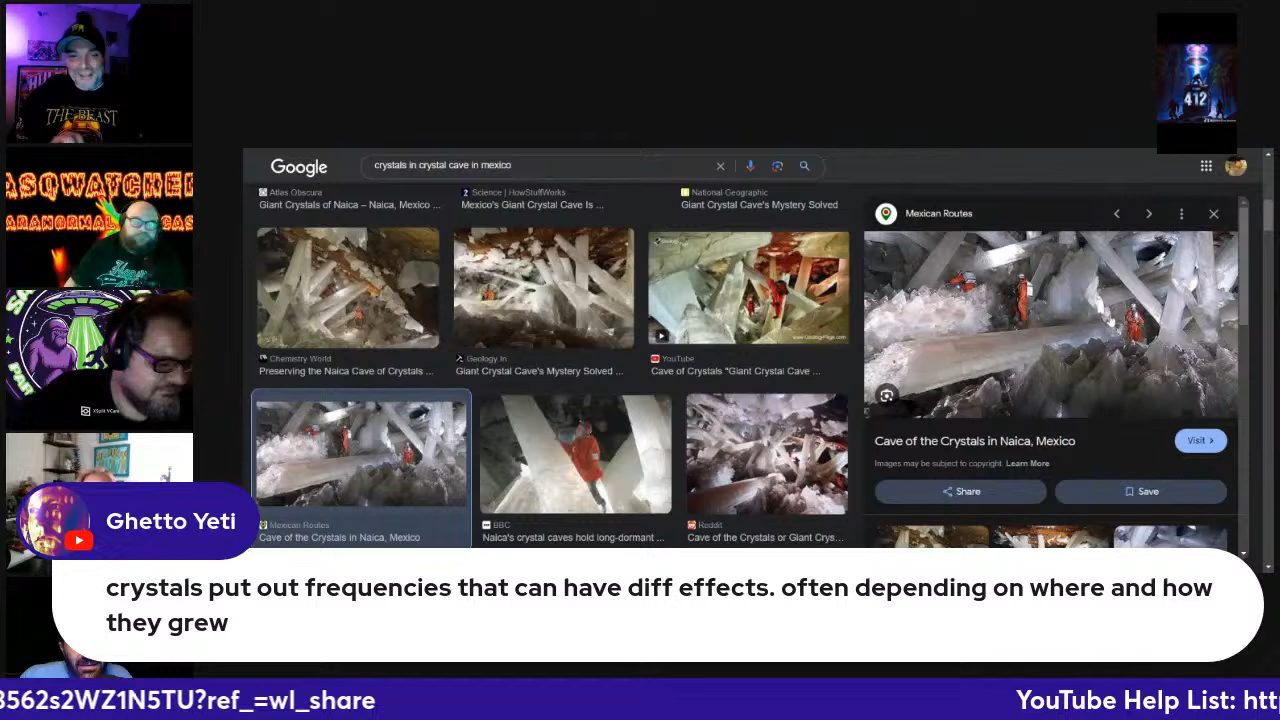 THE BEAST
ASQWATCHE
PARANORMAL
CAS
XSplit VCam
412
Google
crystals in crystal cave in mexico
Atlas Obscura
Giant Crystals of Naica – Naica, Mexico ...
Science | HowStuffWorks
Mexico's Giant Crystal Cave Is ...
National Geographic
Giant Crystal Cave's Mystery Solved
Mexican Routes
Chemistry World
Preserving the Naica Cave of Crystals ...
Geology In
Giant Crystal Cave's Mystery Solved ...
YouTube
Cave of Crystals "Giant Crystal Cave ...
Cave of the Crystals in Naica, Mexico
Visit
Images may be subject to copyright. Learn More
Share
Save
Mexican Routes
Cave of the Crystals in Naica, Mexico
BBC
Naica's crystal caves hold long-dormant ...
Reddit
Cave of the Crystals or Giant Crys...
Ghetto Yeti
crystals put out frequencies that can have diff effects. often depending on where and how
they grew
3562s2WZ1N5TU?ref_=wl_share
YouTube Help List: htt